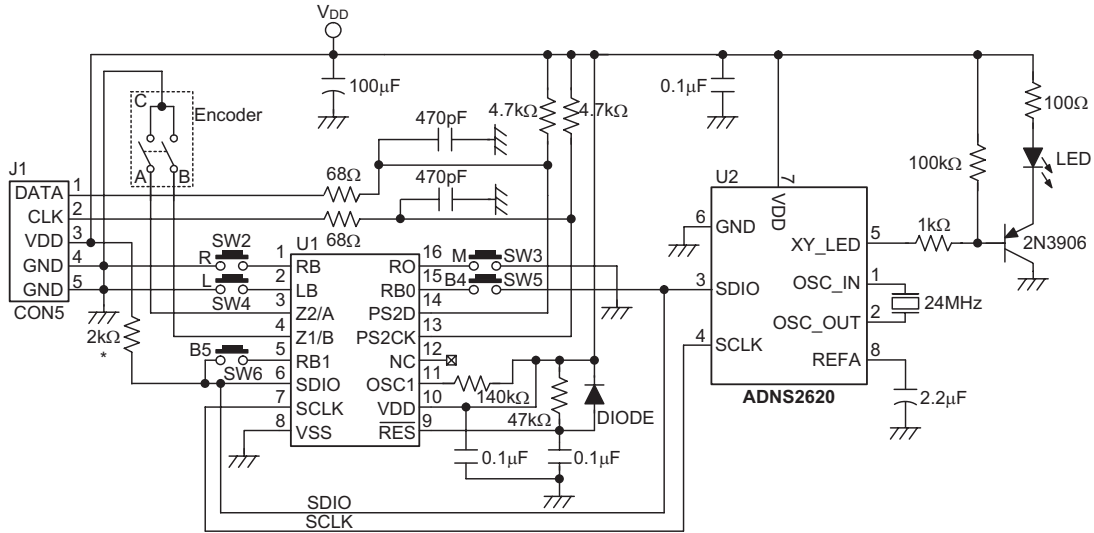 VDD
100µF
0.1µF
100Ω
LED
2N3906
100kΩ
1kΩ
4.7kΩ
4.7kΩ
470pF
470pF
68Ω
68Ω
C
Encoder
A
B
J1
DATA
CLK
VDD
GND
GND
1
2
3
4
5
CON5
2kΩ
*
R
SW2
L
SW4
B5
SW6
U1
1 RB
2 LB
3 Z2/A
4 Z1/B
5 RB1
6 SDIO
7 SCLK
8 VSS
RO 16
RB0 15
PS2D 14
PS2CK 13
NC 12
OSC1 11
VDD 10
RES 9
M SW3
B4 SW5
140kΩ
47kΩ
DIODE
0.1µF
0.1µF
SDIO
SCLK
U2
7
VDD
6 GND
3 SDIO
4 SCLK
XY_LED 5
OSC_IN 1
OSC_OUT 2
REFA 8
ADNS2620
24MHz
2.2µF